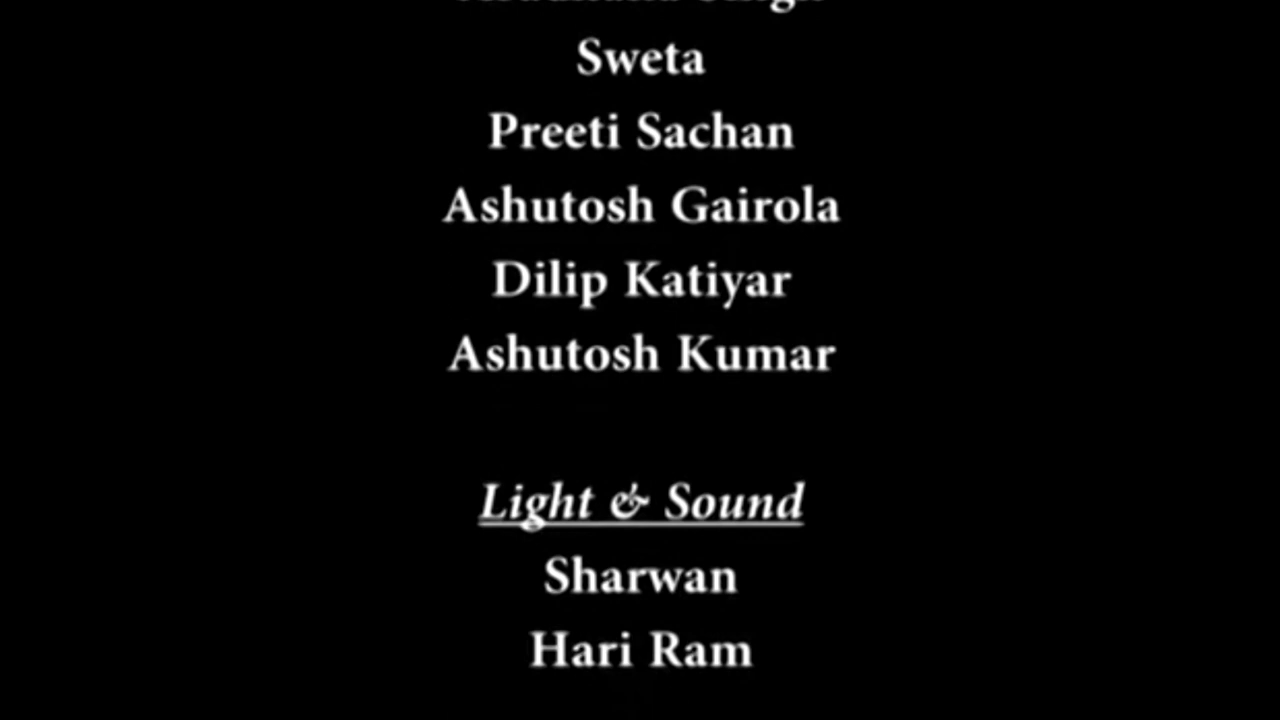 Sweta
Preeti Sachan
Ashutosh Gairola
Dilip Katiyar
Ashutosh Kumar
Light & Sound
Sharwan
Hari Ram